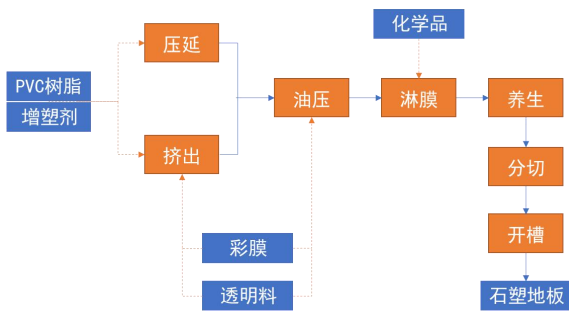 化学品
压延
PVC树脂
增塑剂
油压
淋膜
养生
挤出
分切
彩膜
开槽
透明料
石塑地板